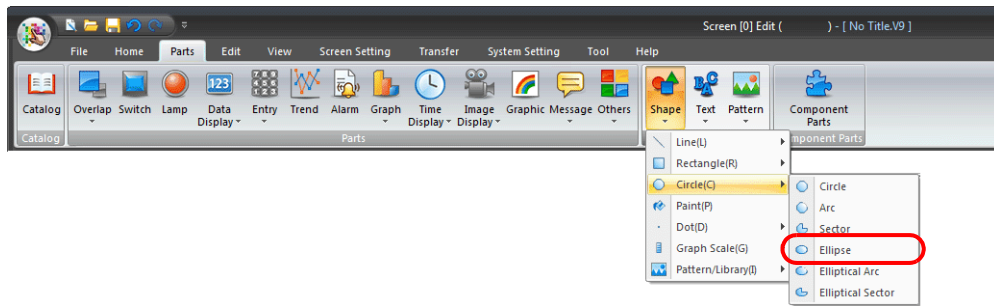 Screen [0] Edit ( ) - [ No Title.V9 ]
File Home Parts Edit View Screen Setting Transfer System Setting Tool Help
123
Catalog Overlap Switch Lamp Data Display Entry Trend Alarm Graph Time Display Image Display Graphic Message Others Shape Text Pattern Component Parts
Catalog Parts mponent Parts
Line(L)
Rectangle(R)
Circle(C)
Paint(P)
Dot(D)
Graph Scale(G)
Pattern/Library(I)
Circle
Arc
Sector
Ellipse
Elliptical Arc
Elliptical Sector